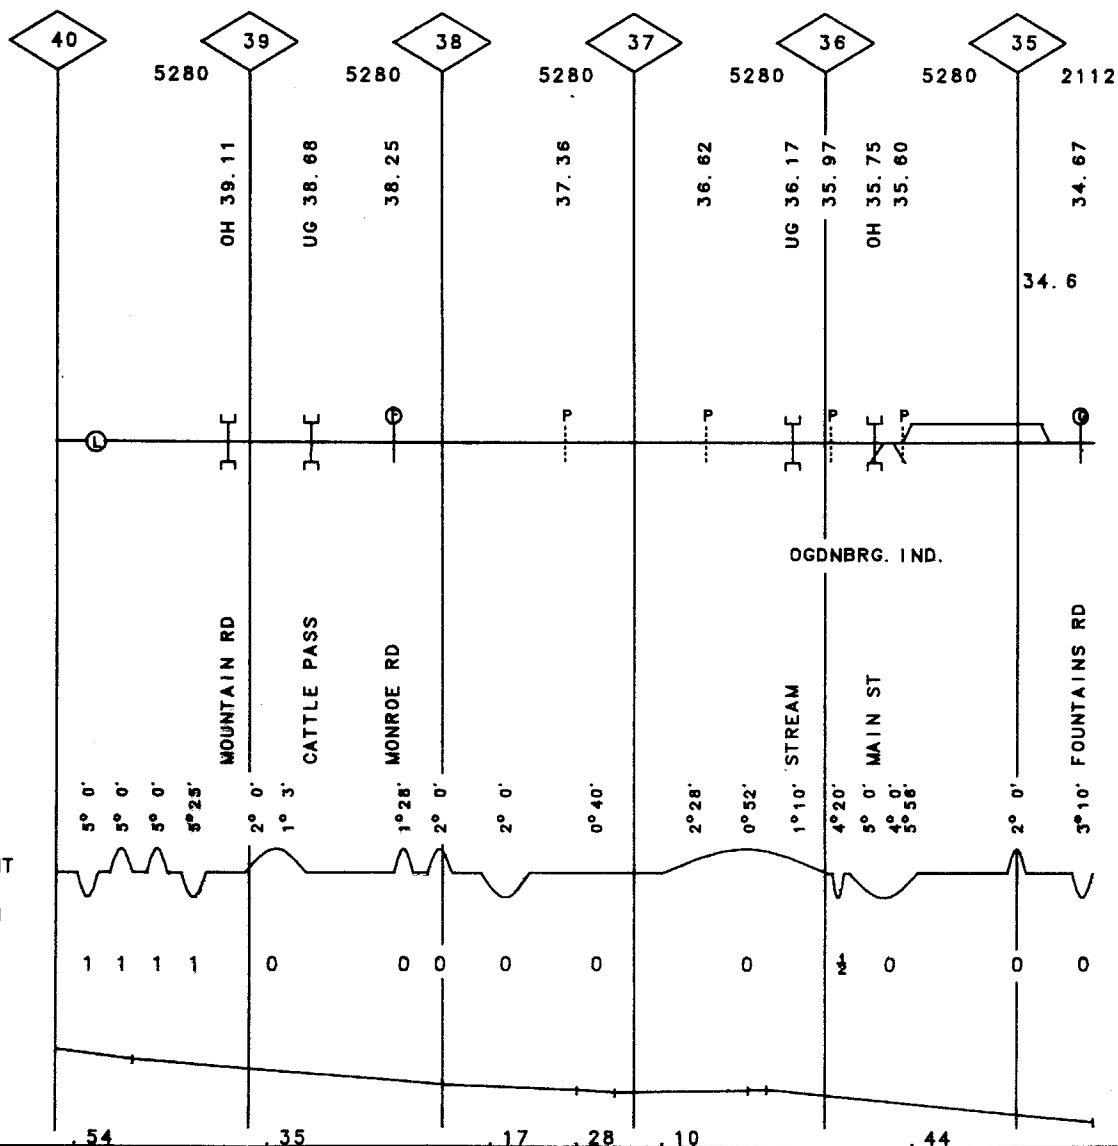 40 39 38 37 36 35
5280 5280 5280 5280 5280 2112
OH 39.11
UG 38.68
38.25
37.36
36.62
UG 36.17
35.97
OH 35.75
35.60
34.67
34.6
L F P P P P G
OGDNBRG. IND.
MOUNTAIN RD
CATTLE PASS
MONROE RD
STREAM
MAIN ST
FOUNTAINS RD
5° 0'
5° 0'
5° 0'
5° 25'
2° 0'
1° 3'
1° 28'
2° 0'
2° 0'
0° 40'
2° 28'
0° 52'
1° 10'
4° 20'
5° 0'
4° 0'
5° 56'
2° 0'
3° 10'
1 1 1 1 0 0 0 0 0 0 0 0 0
.54 .35 .17 .28 .10 .44